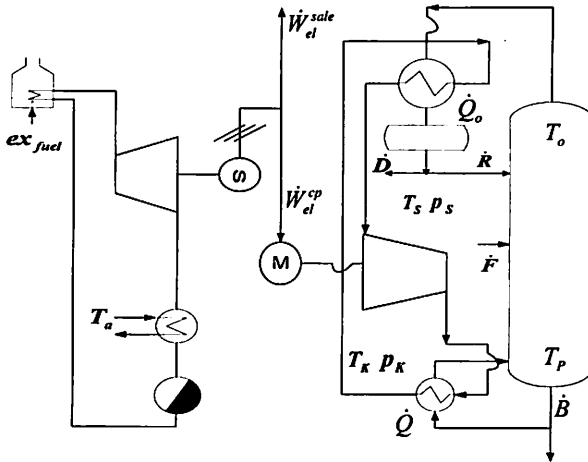 Ẇ_el^sale
Q̇_o
ex_fuel
T_o
S
Ḋ
Ṙ
Ẇ_el^cp
T_S p_S
M
Ḟ
T_a
T_K p_K
T_P
Q̇
Ḃ